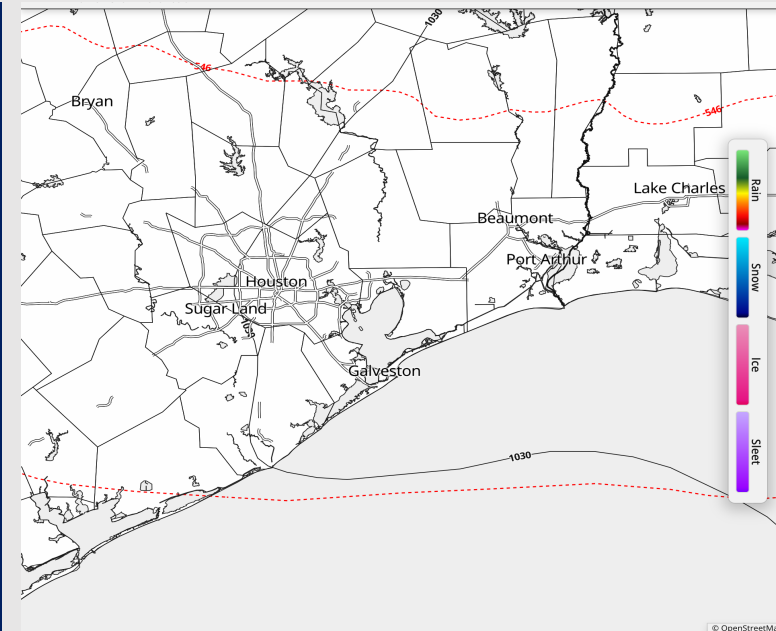 1030
546
Bryan
546
Rain
Lake Charles
Beaumont
Port Arthur
Houston
Snow
Sugar Land
1030
Ice
Galveston
Sleet
1030
© OpenStreetMa